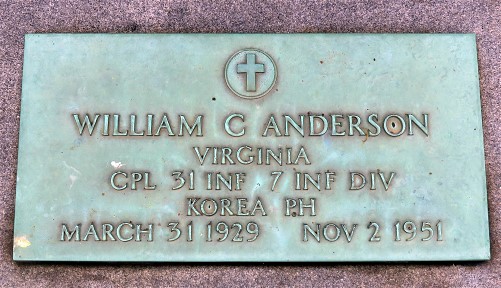 WILLIAM C ANDERSON
VIRGINIA
CPL 31 INF 7 INF DIV
KOREA PH
MARCH 31 1929 NOV 2 1951